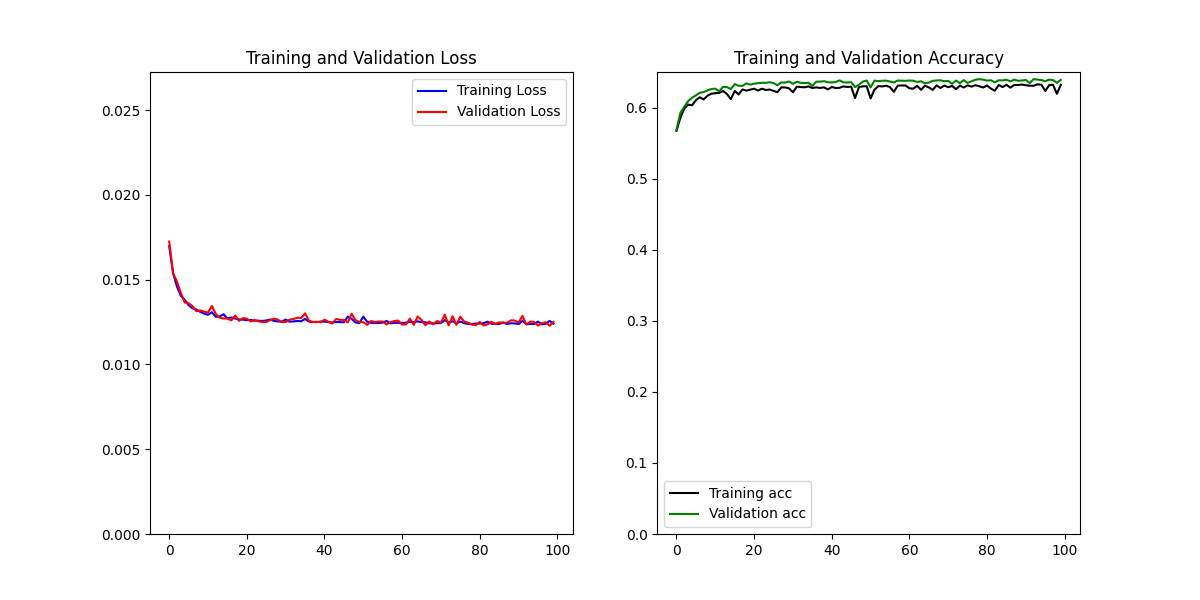 Training and Validation Loss
Training Loss
Validation Loss
0.025
0.020
0.015
0.010
0.005
0.000
0 20 40 60 80 100
Training and Validation Accuracy
0.6
0.5
0.4
0.3
0.2
0.1
0.0
Training acc
Validation acc
0 20 40 60 80 100